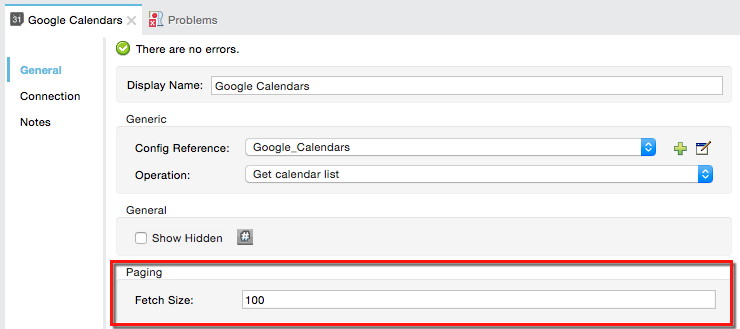 31 Google Calendars Problems
There are no errors.
General
Connection
Notes
Display Name: Google Calendars
Generic
Config Reference: Google_Calendars
Operation: Get calendar list
General
Show Hidden #
Paging
Fetch Size: 100